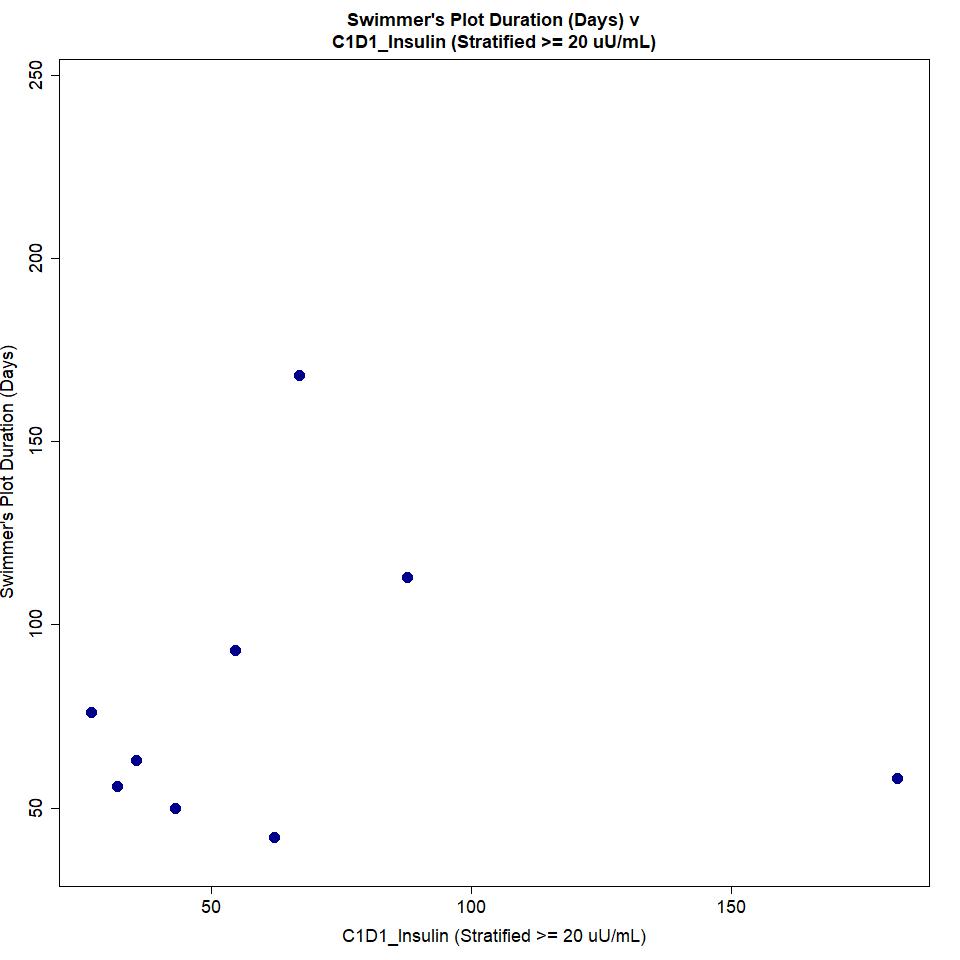 Swimmer's Plot Duration (Days) v
C1D1_Insulin (Stratified >= 20 uU/mL)
250
200
150
100
50
Swimmer's Plot Duration (Days)
50
100
150
C1D1_Insulin (Stratified >= 20 uU/mL)